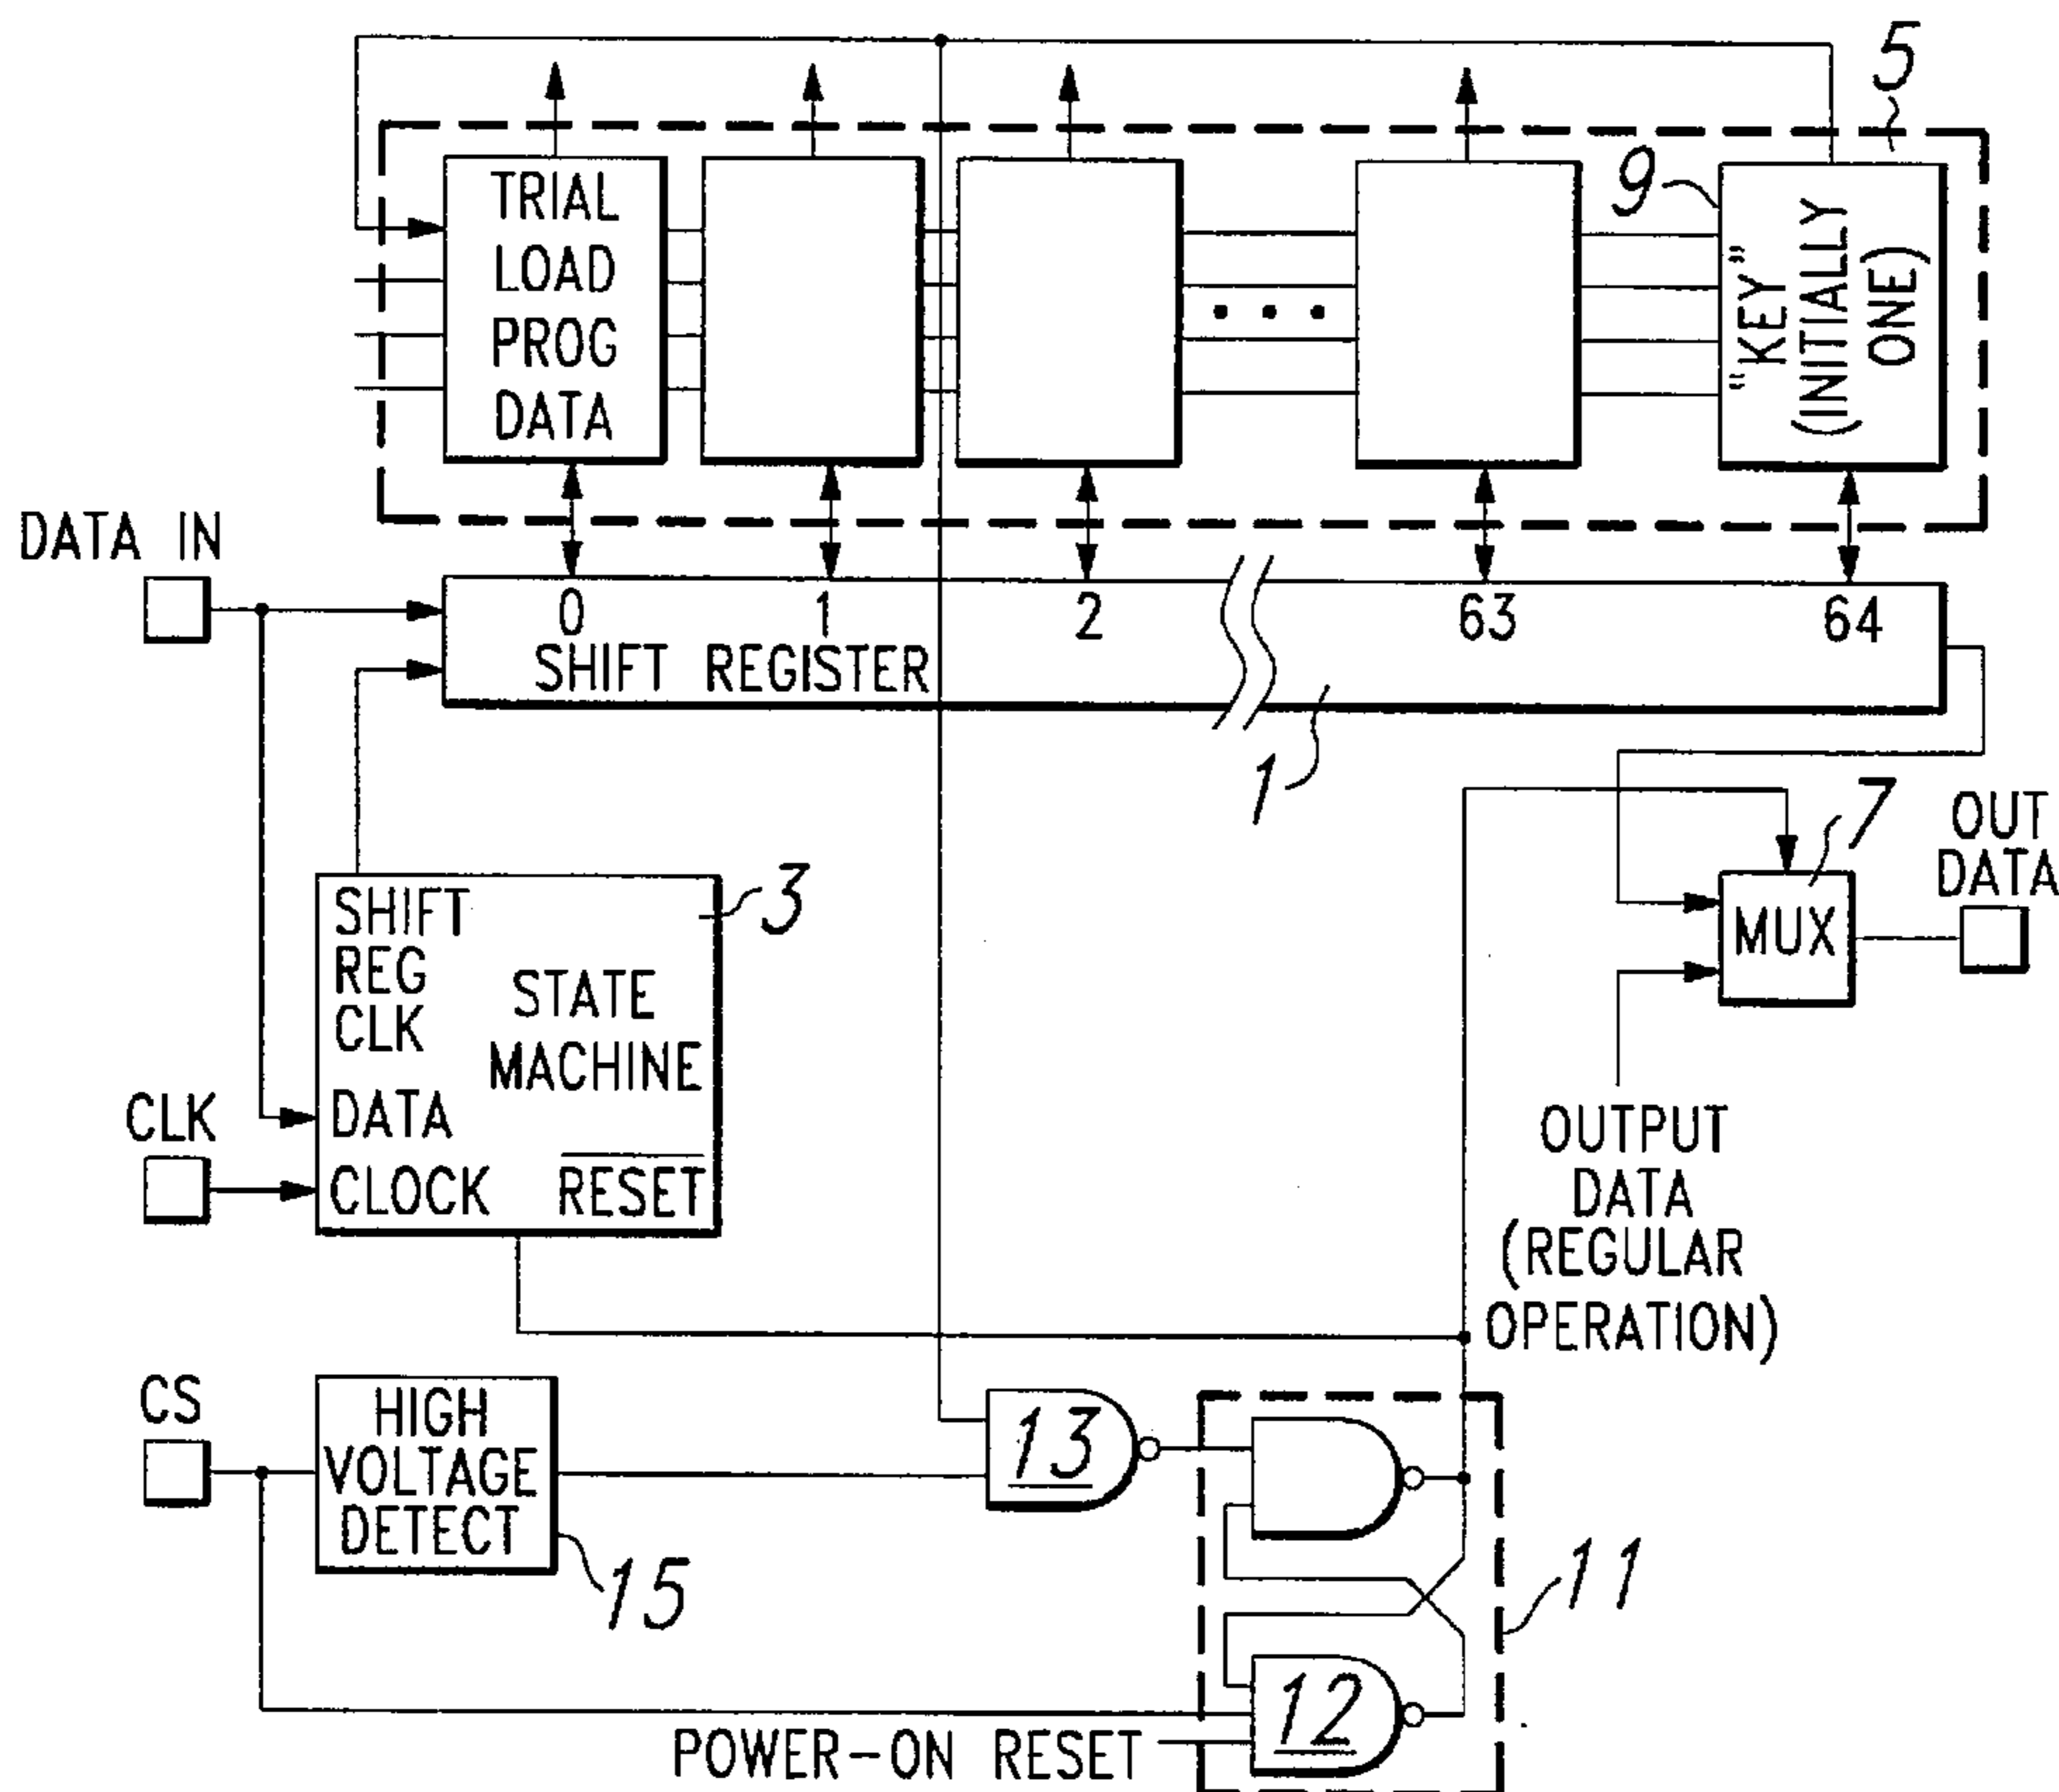 5
9
TRIAL
LOAD
PROG
DATA
"KEY"
(INITIALLY
ONE)
DATA IN
0
1
2
63
64
SHIFT REGISTER
1
7
OUT
DATA
MUX
3
SHIFT
REG
CLK
STATE
MACHINE
DATA
CLOCK
RESET
CLK
OUTPUT
DATA
(REGULAR
OPERATION)
CS
HIGH
VOLTAGE
DETECT
15
13
11
12
POWER-ON RESET